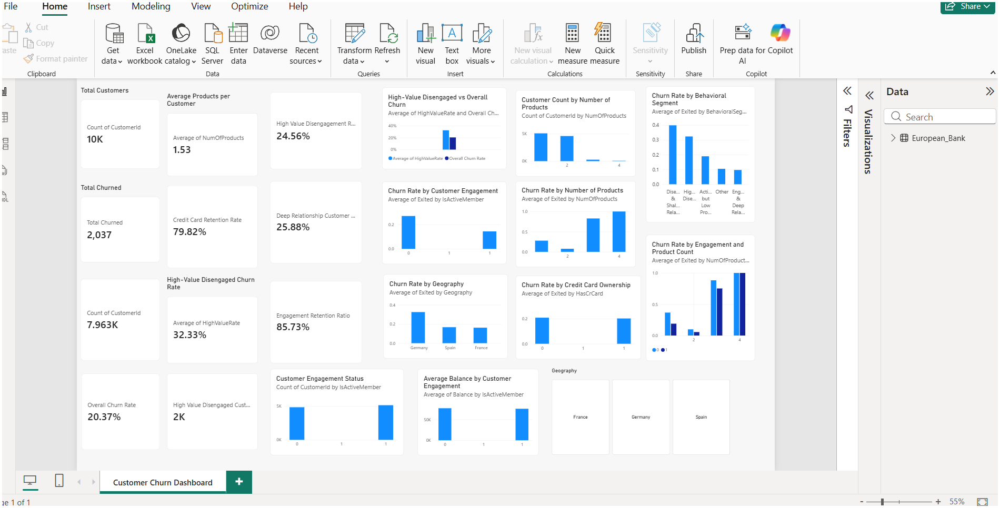 File
Home
Insert
Modeling
View
Optimize
Help
Share
Cut
Copy
Format painter
Clipboard
Get data
Excel workbook
OneLake catalog
SQL Server
Enter data
Dataverse
Recent sources
Data
Transform data
Refresh
Queries
New visual
Text box
More visuals
Insert
New visual calculation
New measure
Quick measure
Calculations
Sensitivity
Sensitivity
Publish
Share
Prep data for AI
Copilot
Copilot
Total Customers
Count of CustomerId
10K
Average Products per
Customer
Average of NumOfProducts
1.53
High Value Disengagement R...
24.56%
High-Value Disengaged vs Overall
Churn
Average of HighValueRate and Overall Ch...
40%
20%
0%
Average of HighValueRate
Overall Churn Rate
Customer Count by Number of
Products
Count of CustomerId by NumOfProducts
5K
0K
2
4
Churn Rate by Behavioral
Segment
Average of Exited by BehavioralSeg...
0.4
0.3
0.2
0.1
0.0
Dise... & Shal... Rela...
Hig... Dise...
Acti... but Low Pro...
Other
Eng... & Deep Rela...
Total Churned
Total Churned
2,037
Credit Card Retention Rate
79.82%
Deep Relationship Customer ...
25.88%
Churn Rate by Customer Engagement
Average of Exited by IsActiveMember
0.2
0.0
0
1
1
Churn Rate by Number of Products
Average of Exited by NumOfProducts
1.0
0.5
0.0
2
4
Count of CustomerId
7.963K
High-Value Disengaged Churn
Rate
Average of HighValueRate
32.33%
Engagement Retention Ratio
85.73%
Churn Rate by Geography
Average of Exited by Geography
0.4
0.2
0.0
Germany
Spain
France
Churn Rate by Credit Card Ownership
Average of Exited by HasCrCard
0.2
0.0
0
1
1
Churn Rate by Engagement and
Product Count
Average of Exited by NumOfProduct...
1.0
0.5
0.0
2
4
0
1
Overall Churn Rate
20.37%
High Value Disengaged Cust...
2K
Customer Engagement Status
Count of CustomerId by IsActiveMember
5K
0K
0
1
1
Average Balance by Customer
Engagement
Average of Balance by IsActiveMember
50K
0K
0
1
1
Geography
France
Germany
Spain
Filters
Visualizations
Data
Search
European_Bank
Customer Churn Dashboard
1 of 1
55%